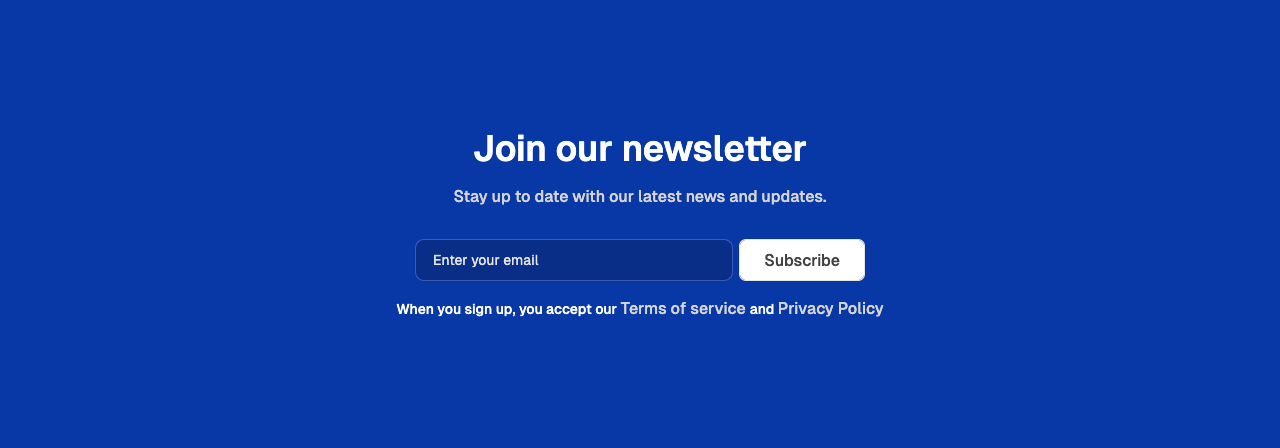 Join our newsletter
Stay up to date with our latest news and updates.
Enter your email
Subscribe
When you sign up, you accept our Terms of service and Privacy Policy